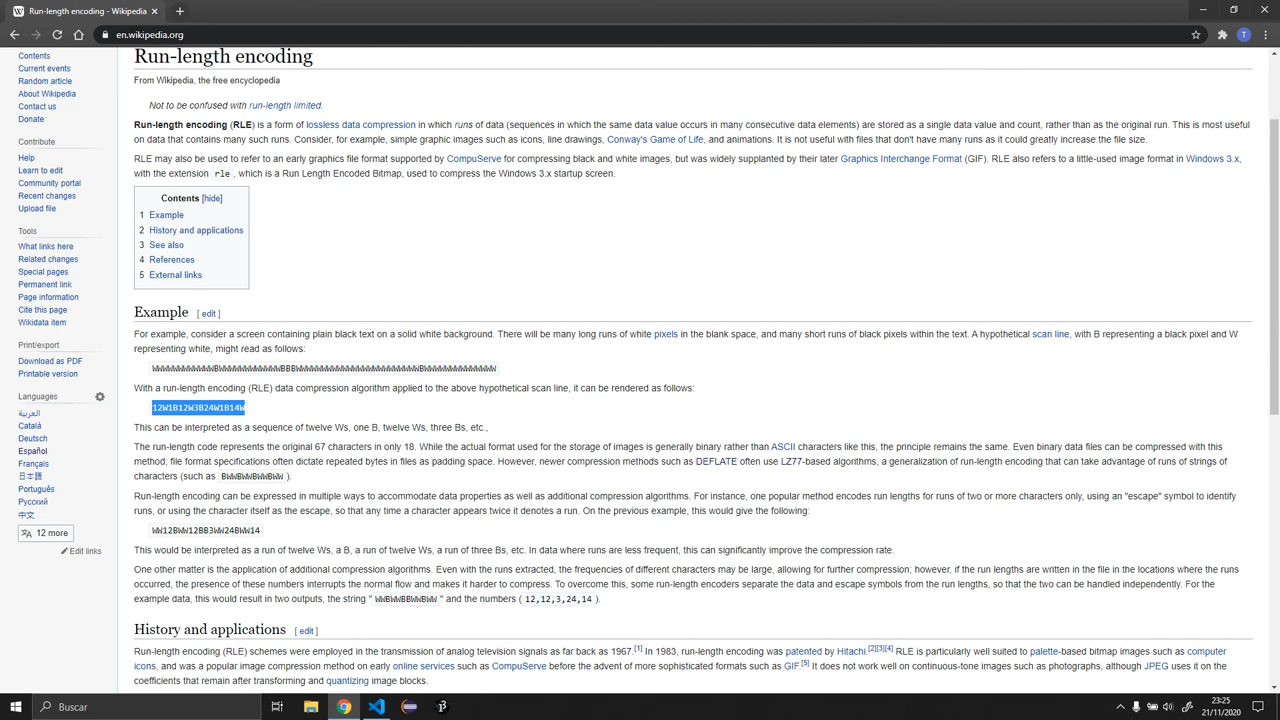 Run-length encoding - Wikipedia
en.wikipedia.org
T
Contents
Current events
Random article
About Wikipedia
Contact us
Donate
Contribute
Help
Learn to edit
Community portal
Recent changes
Upload file
Tools
What links here
Related changes
Special pages
Permanent link
Page information
Cite this page
Wikidata item
Print/export
Download as PDF
Printable version
Languages
العربية
Català
Deutsch
Español
Français
日本語
Português
Русский
中文
12 more
Edit links
Run-length encoding
From Wikipedia, the free encyclopedia
Not to be confused with run-length limited.
Run-length encoding (RLE) is a form of lossless data compression in which runs of data (sequences in which the same data value occurs in many consecutive data elements) are stored as a single data value and count, rather than as the original run. This is most useful
on data that contains many such runs. Consider, for example, simple graphic images such as icons, line drawings, Conway's Game of Life, and animations. It is not useful with files that don't have many runs as it could greatly increase the file size.
RLE may also be used to refer to an early graphics file format supported by CompuServe for compressing black and white images, but was widely supplanted by their later Graphics Interchange Format (GIF). RLE also refers to a little-used image format in Windows 3.x,
with the extension rle, which is a Run Length Encoded Bitmap, used to compress the Windows 3.x startup screen.
Contents [hide]
1 Example
2 History and applications
3 See also
4 References
5 External links
Example [ edit ]
For example, consider a screen containing plain black text on a solid white background. There will be many long runs of white pixels in the blank space, and many short runs of black pixels within the text. A hypothetical scan line, with B representing a black pixel and W
representing white, might read as follows:
WWWWWWWWWWWWBWWWWWWWWWWWWBBBWWWWWWWWWWWWWWWWWWWWWWWWBWWWWWWWWWWWWWW
With a run-length encoding (RLE) data compression algorithm applied to the above hypothetical scan line, it can be rendered as follows:
12W1B12W3B24W1B14W
This can be interpreted as a sequence of twelve Ws, one B, twelve Ws, three Bs, etc.,
The run-length code represents the original 67 characters in only 18. While the actual format used for the storage of images is generally binary rather than ASCII characters like this, the principle remains the same. Even binary data files can be compressed with this
method; file format specifications often dictate repeated bytes in files as padding space. However, newer compression methods such as DEFLATE often use LZ77-based algorithms, a generalization of run-length encoding that can take advantage of runs of strings of
characters (such as BWWBWWBWWBWW).
Run-length encoding can be expressed in multiple ways to accommodate data properties as well as additional compression algorithms. For instance, one popular method encodes run lengths for runs of two or more characters only, using an "escape" symbol to identify
runs, or using the character itself as the escape, so that any time a character appears twice it denotes a run. On the previous example, this would give the following:
WW12BWW12BB3WW24BWW14
This would be interpreted as a run of twelve Ws, a B, a run of twelve Ws, a run of three Bs, etc. In data where runs are less frequent, this can significantly improve the compression rate.
One other matter is the application of additional compression algorithms. Even with the runs extracted, the frequencies of different characters may be large, allowing for further compression; however, if the run lengths are written in the file in the locations where the runs
occurred, the presence of these numbers interrupts the normal flow and makes it harder to compress. To overcome this, some run-length encoders separate the data and escape symbols from the run lengths, so that the two can be handled independently. For the
example data, this would result in two outputs, the string "WWBWWBBWWBWW" and the numbers (12,12,3,24,14).
History and applications [ edit ]
Run-length encoding (RLE) schemes were employed in the transmission of analog television signals as far back as 1967.[1] In 1983, run-length encoding was patented by Hitachi.[2][3][4] RLE is particularly well suited to palette-based bitmap images such as computer
icons, and was a popular image compression method on early online services such as CompuServe before the advent of more sophisticated formats such as GIF.[5] It does not work well on continuous-tone images such as photographs, although JPEG uses it on the
coefficients that remain after transforming and quantizing image blocks.
Buscar
23:25
21/11/2020